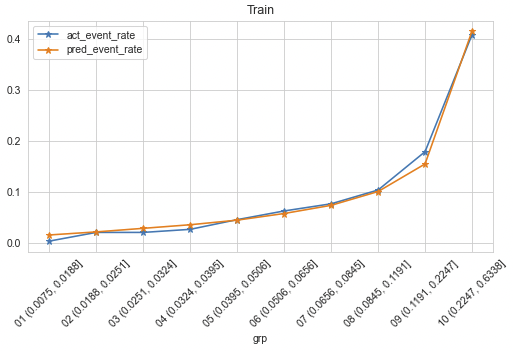 Train
act_event_rate
pred_event_rate
0.4
0.3
0.2
0.1
0.0
01 (0.0075, 0.0188]
02 (0.0188, 0.0251]
03 (0.0251, 0.0324]
04 (0.0324, 0.0395]
05 (0.0395, 0.0506]
06 (0.0506, 0.0656]
07 (0.0656, 0.0845]
08 (0.0845, 0.1191]
09 (0.1191, 0.2247]
10 (0.2247, 0.6338]
grp